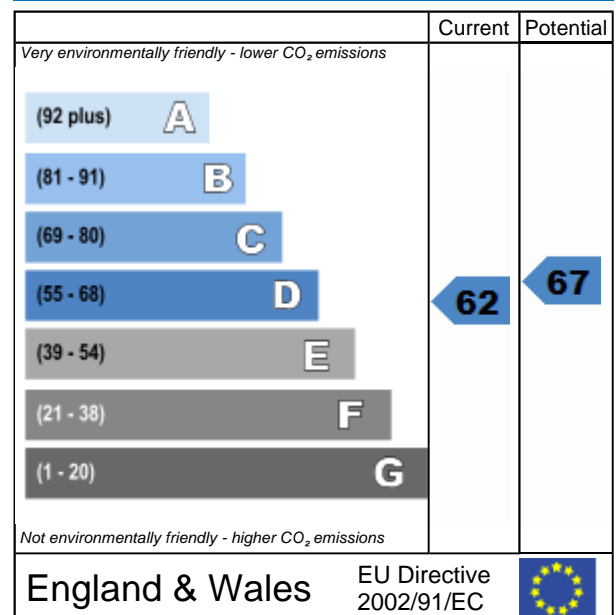 Current Potential
Very environmentally friendly - lower CO₂ emissions
(92 plus) A
(81 - 91) B
(69 - 80) C
(55 - 68) D
(39 - 54) E
(21 - 38) F
(1 - 20) G
62
67
Not environmentally friendly - higher CO₂ emissions
England & Wales
EU Directive
2002/91/EC